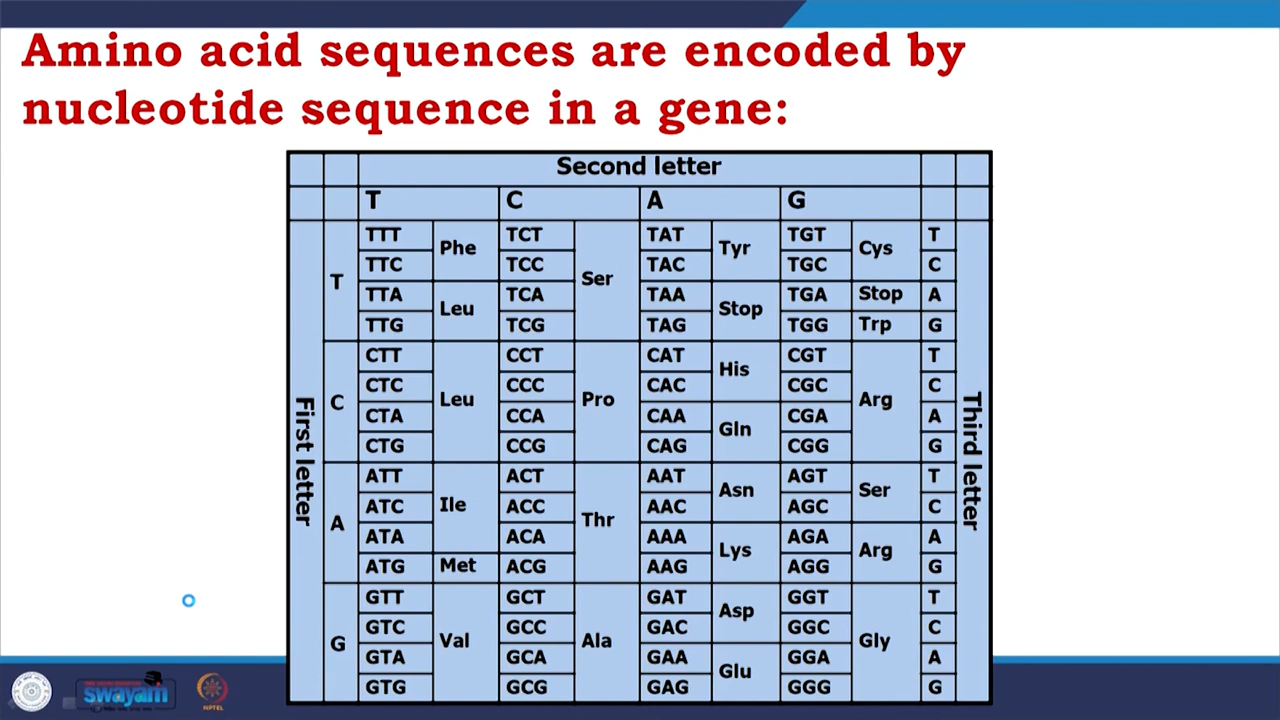 Amino acid sequences are encoded by
nucleotide sequence in a gene:
Second letter
T C A G
First letter
Third letter
T
TTT Phe TCT Ser TAT Tyr TGT Cys T
TTC TCC TAC TGC C
TTA Leu TCA TAA Stop TGA Stop A
TTG TCG TAG TGG Trp G
C
CTT Leu CCT Pro CAT His CGT Arg T
CTC CCC CAC CGC C
CTA CCA CAA Gln CGA A
CTG CCG CAG CGG G
A
ATT Ile ACT Thr AAT Asn AGT Ser T
ATC ACC AAC AGC C
ATA ACA AAA Lys AGA Arg A
ATG Met ACG AAG AGG G
G
GTT Val GCT Ala GAT Asp GGT Gly T
GTC GCC GAC GGC C
GTA GCA GAA Glu GGA A
GTG GCG GAG GGG G
swayam
NPTEL